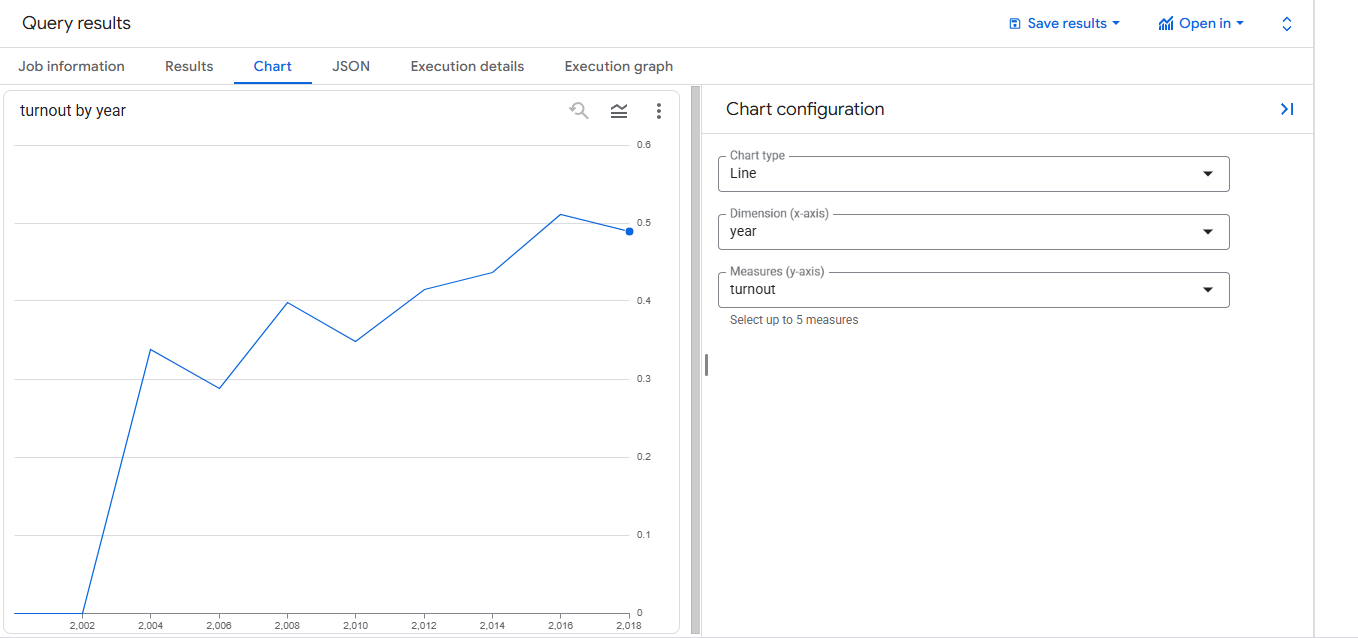 Query results
Save results
Open in
Job information
Results
Chart
JSON
Execution details
Execution graph
turnout by year
0.6
0.5
0.4
0.3
0.2
0.1
0
2,002
2,004
2,006
2,008
2,010
2,012
2,014
2,016
2,018
Chart configuration
Chart type
Line
Dimension (x-axis)
year
Measures (y-axis)
turnout
Select up to 5 measures